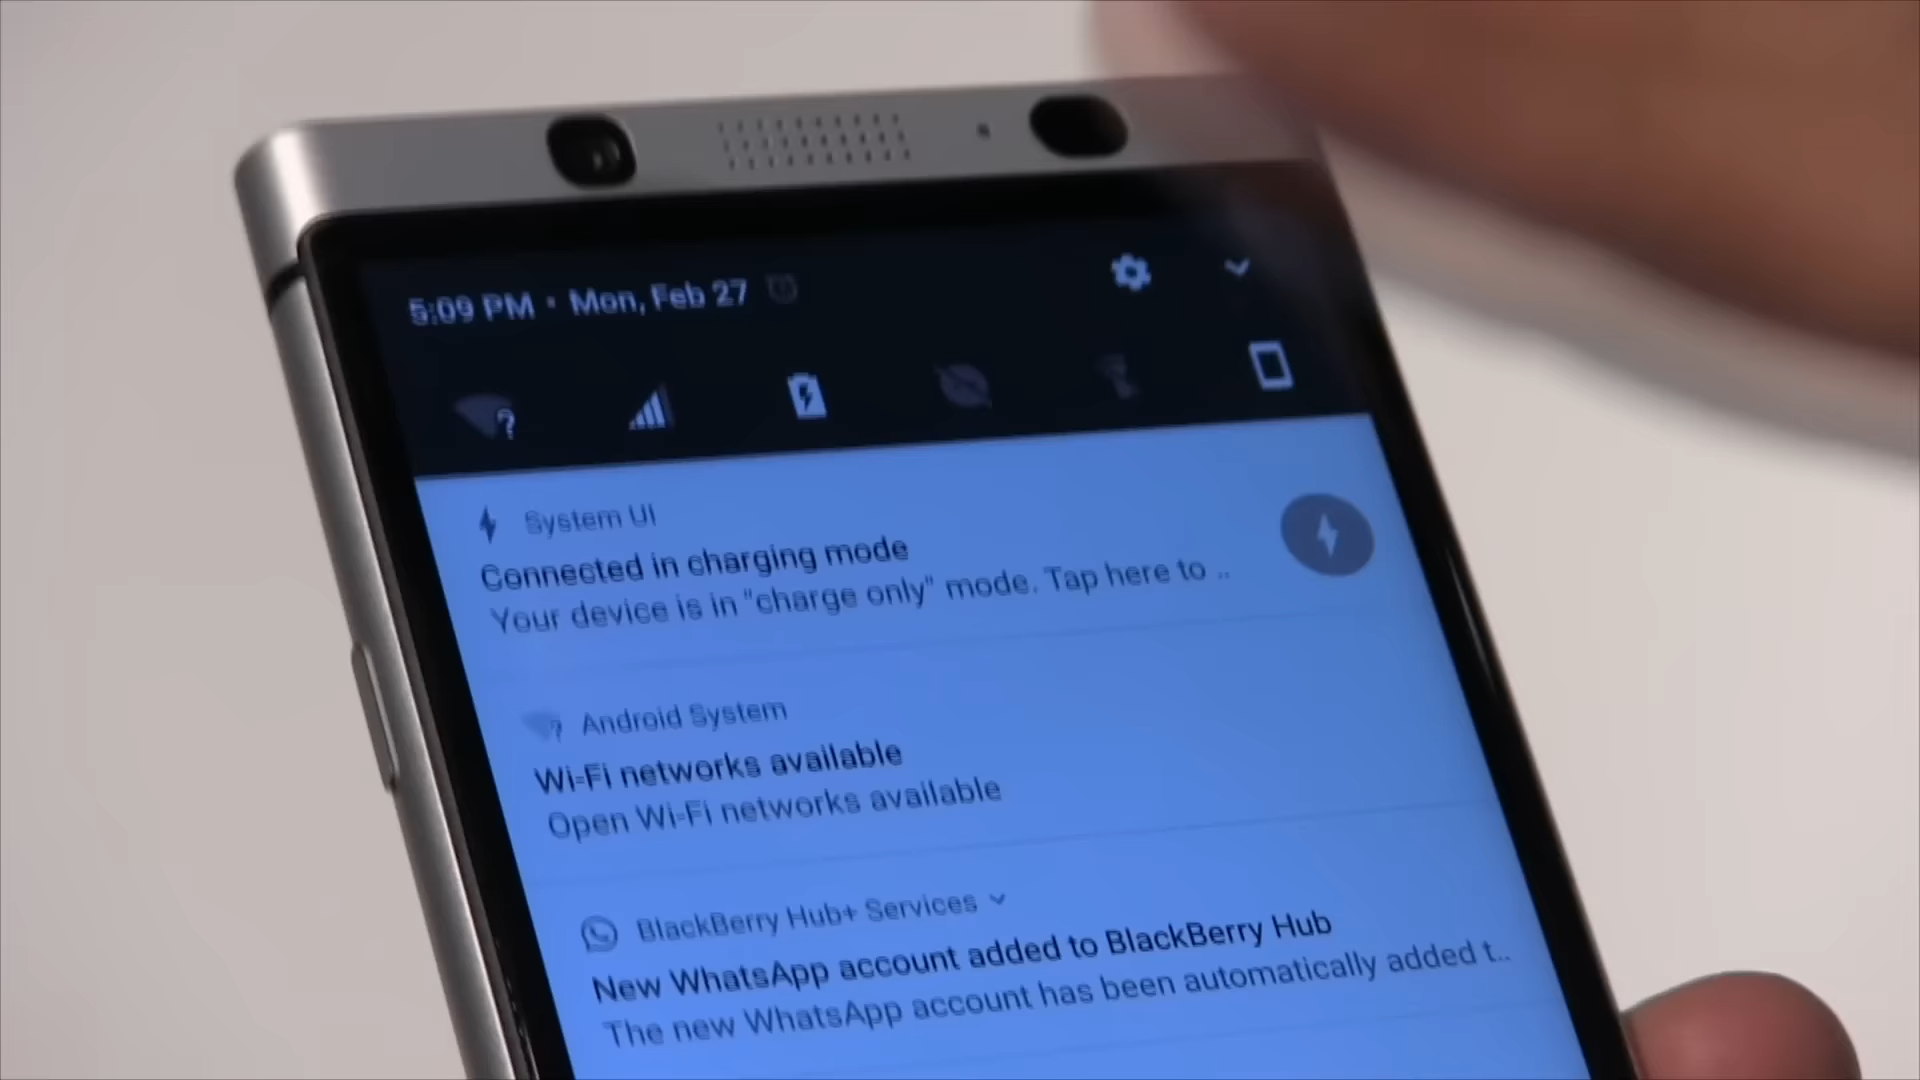 5:09 PM • Mon, Feb 27
System UI
Connected in charging mode
Your device is in "charge only" mode. Tap here to ..
Android System
Wi-Fi networks available
Open Wi-Fi networks available
BlackBerry Hub+ Services
New WhatsApp account added to BlackBerry Hub
The new WhatsApp account has been automatically added t..